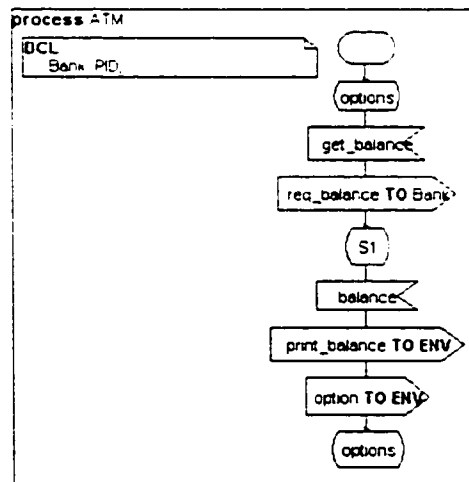 process ATM
DCL
Bank PID;
options
get_balance
req_balance TO Bank
S1
balance
print_balance TO ENV
option TO ENV
options